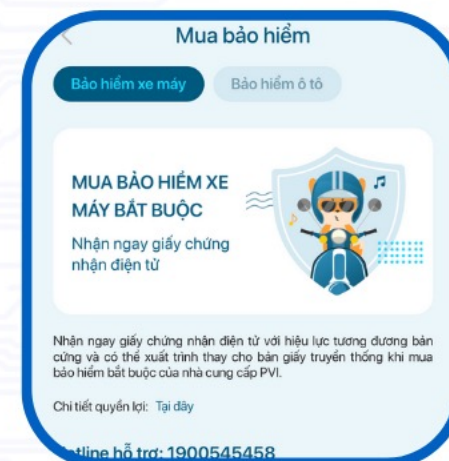 Mua bảo hiểm
Bảo hiểm xe máy
Bảo hiểm ô tô
MUA BẢO HIỂM XE
MÁY BẮT BUỘC
Nhận ngay giấy chứng
nhận điện tử
Nhận ngay giấy chứng nhận điện tử với hiệu lực tương đương bản
cứng và có thể xuất trình thay cho bản giấy truyền thống khi mua
bảo hiểm bắt buộc của nhà cung cấp PVI.
Chi tiết quyền lợi: Tại đây
Hotline hỗ trợ: 1900545458